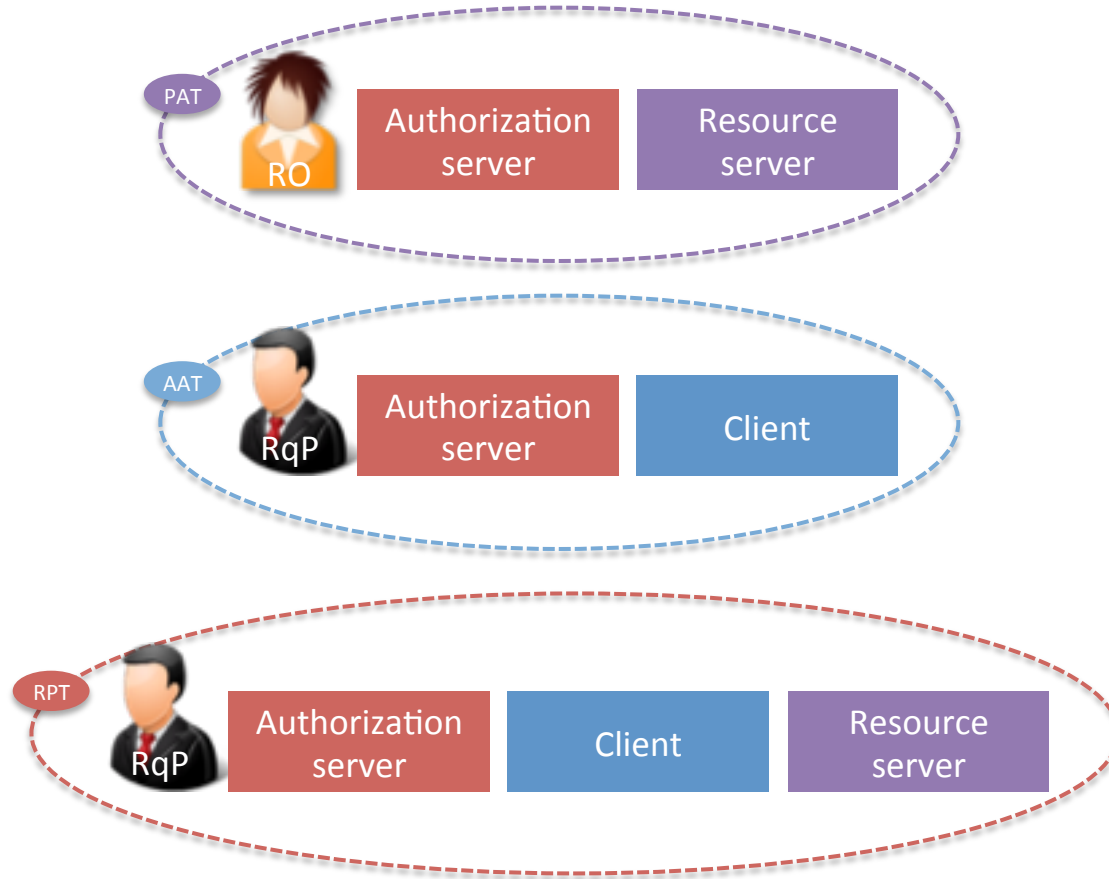 PAT
RO
Authorization
server
Resource
server
AAT
RqP
Authorization
server
Client
RPT
RqP
Authorization
server
Client
Resource
server